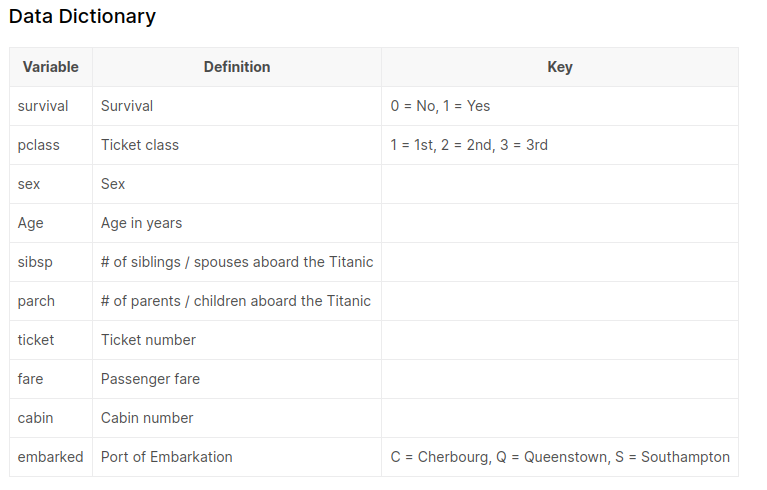 Data Dictionary
Variable Definition Key
survival Survival 0 = No, 1 = Yes
pclass Ticket class 1 = 1st, 2 = 2nd, 3 = 3rd
sex Sex
Age Age in years
sibsp # of siblings / spouses aboard the Titanic
parch # of parents / children aboard the Titanic
ticket Ticket number
fare Passenger fare
cabin Cabin number
embarked Port of Embarkation C = Cherbourg, Q = Queenstown, S = Southampton